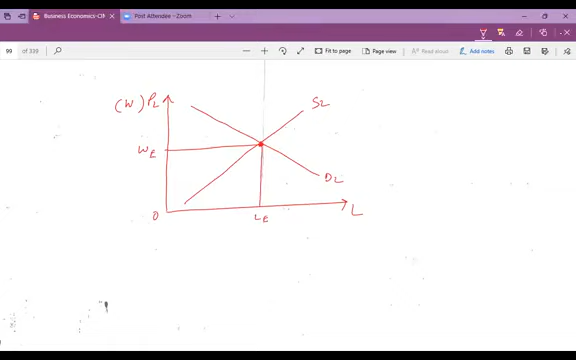 Business Economics-CM
Post Attendee - Zoom
99 of 339
Fit to page
Page view
Read aloud
Add notes
(W) PL
SL
WE
DL
O
LE
L